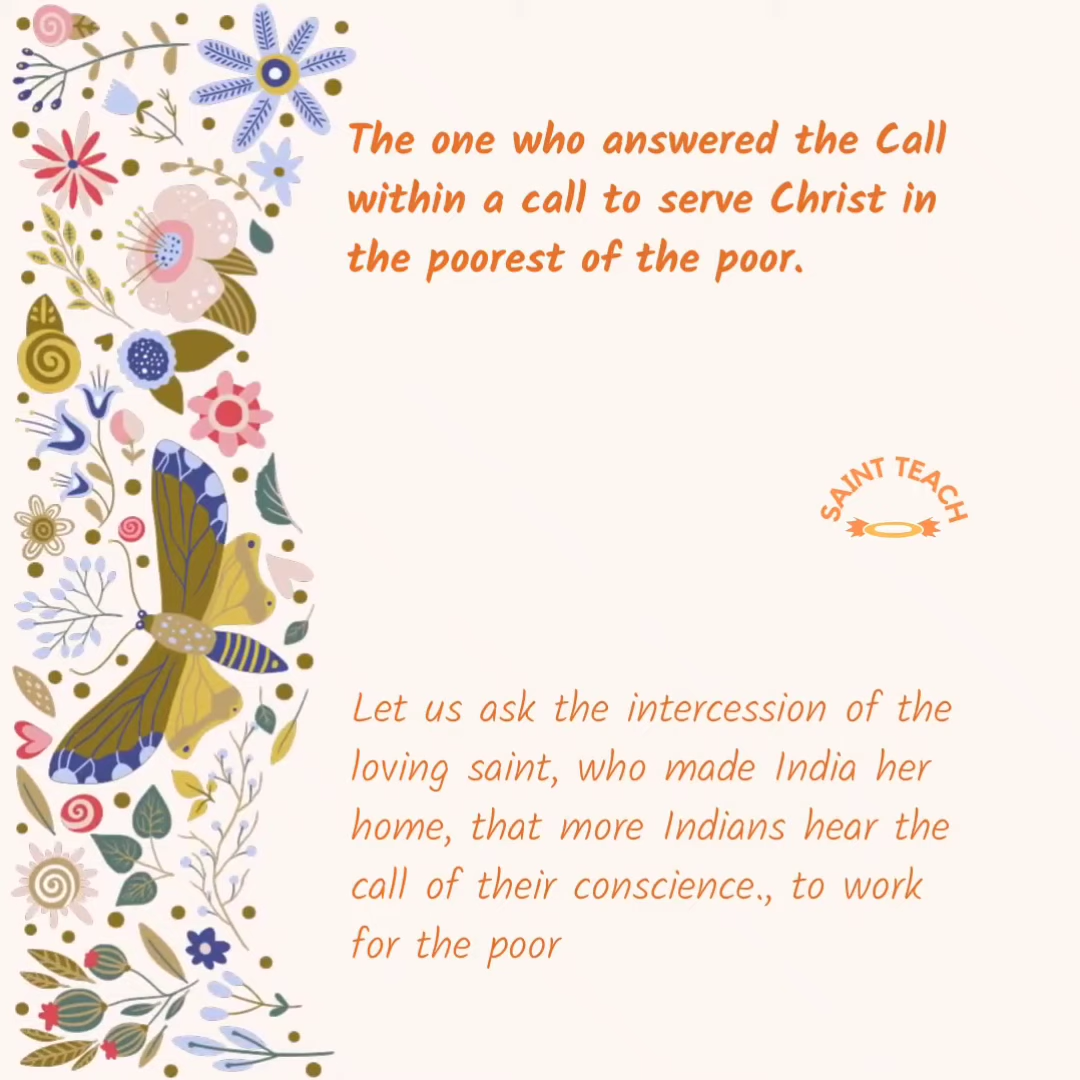 The one who answered the Call
within a call to serve Christ in
the poorest of the poor.
SAINT TEACH
Let us ask the intercession of the
loving saint, who made India her
home, that more Indians hear the
call of their conscience., to work
for the poor